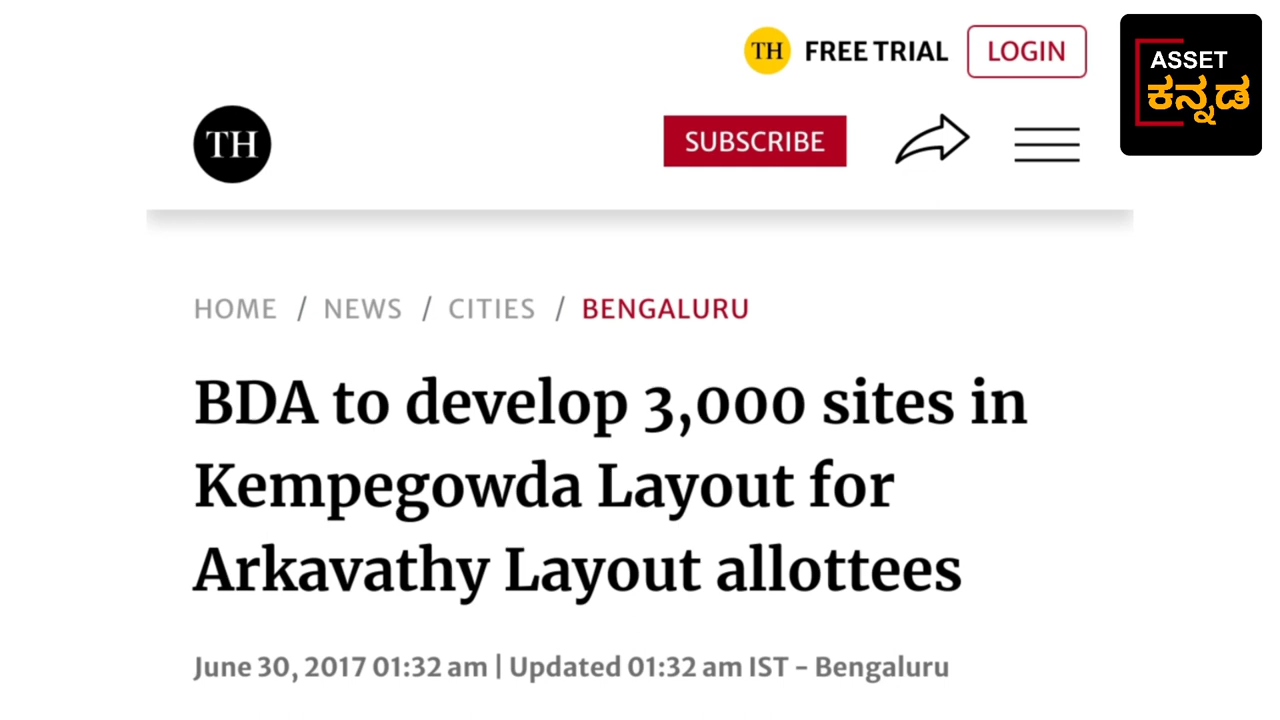 TH FREE TRIAL LOGIN
ASSET
ಕನ್ನಡ
TH SUBSCRIBE
HOME / NEWS / CITIES / BENGALURU
BDA to develop 3,000 sites in
Kempegowda Layout for
Arkavathy Layout allottees
June 30, 2017 01:32 am | Updated 01:32 am IST - Bengaluru